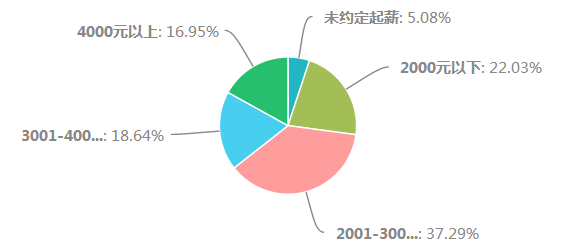 未约定起薪: 5.08%
4000元以上: 16.95%
2000元以下: 22.03%
3001-400...: 18.64%
2001-300...: 37.29%